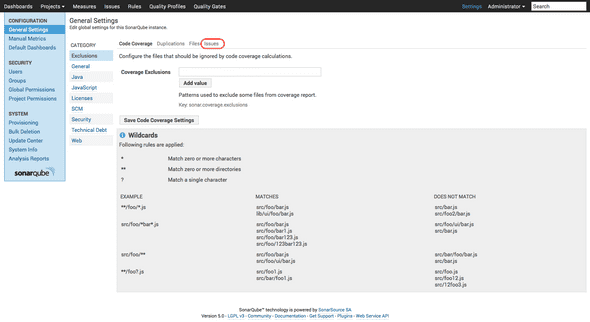 Dashboards Projects Measures Issues Rules Quality Profiles Quality Gates Settings Administrator Search
CONFIGURATION
General Settings
Manual Metrics
Default Dashboards
SECURITY
Users
Groups
Global Permissions
Project Permissions
SYSTEM
Provisioning
Bulk Deletion
Update Center
System Info
Analysis Reports
sonarqube
General Settings
Edit global settings for this SonarQube instance.
CATEGORY
Exclusions
General
Java
JavaScript
Licenses
SCM
Security
Technical Debt
Web
Code Coverage Duplications Files Issues
Configure the files that should be ignored by code coverage calculations.
Coverage Exclusions
Add value
Patterns used to exclude some files from coverage report.
Key: sonar.coverage.exclusions
Save Code Coverage Settings
Wildcards
Following rules are applied:
* Match zero or more characters
** Match zero or more directories
? Match a single character
EXAMPLE MATCHES DOES NOT MATCH
**/foo/*.js src/foo/bar.js src/bar.js
lib/ui/foo/bar.js src/foo2/bar.js
src/foo/*bar*.js src/foo/bar.js src/foo/ui/bar.js
src/foo/bar1.js src/bar.js
src/foo/bar123.js
src/foo/123bar123.js
src/foo/** src/foo/bar.js src/bar/foo/bar.js
src/foo/ui/bar.js src/bar.js
**/foo?.js src/foo1.js src/foo.js
src/bar/foo1.js src/foo12.js
src/12foo3.js
SonarQube™ technology is powered by SonarSource SA
Version 5.0 - LGPL v3 - Community - Documentation - Get Support - Plugins - Web Service API